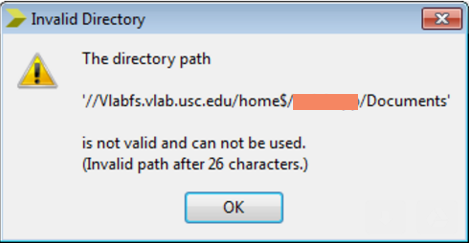 Invalid Directory
The directory path
'//Vlabfs.vlab.usc.edu/home$/ /Documents'
is not valid and can not be used.
(Invalid path after 26 characters.)
OK